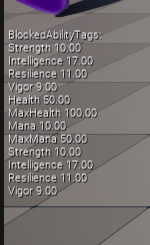 BlockedAbilityTags:
Strength 10.00
Intelligence 17.00
Resilience 11.00
Vigor 9.00
Health 50.00
MaxHealth 100.00
Mana 10.00
MaxMana 50.00
Strength 10.00
Intelligence 17.00
Resilience 11.00
Vigor 9.00